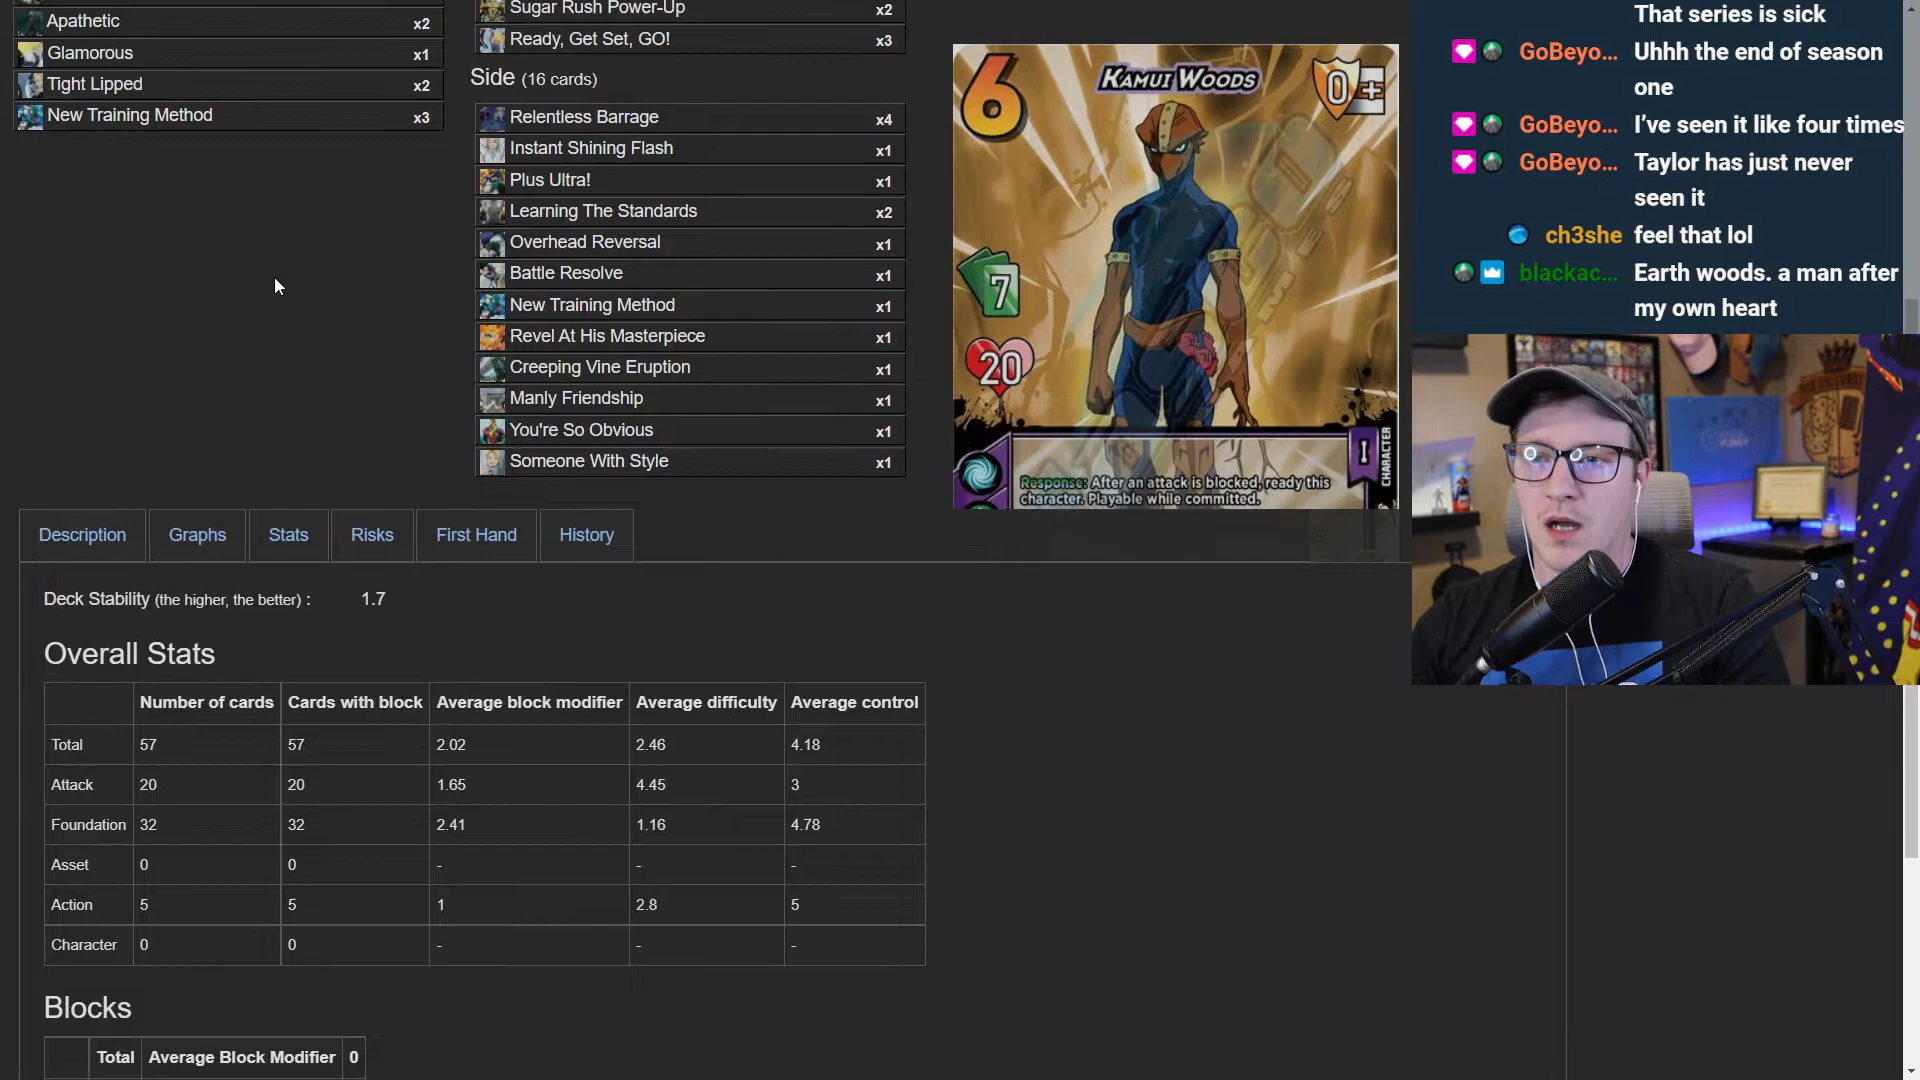 Apathetic x2
Glamorous x1
Tight Lipped x2
New Training Method x3
Sugar Rush Power-Up x2
Ready, Get Set, GO! x3
Side (16 cards)
Relentless Barrage x4
Instant Shining Flash x1
Plus Ultra! x1
Learning The Standards x2
Overhead Reversal x1
Battle Resolve x1
New Training Method x1
Revel At His Masterpiece x1
Creeping Vine Eruption x1
Manly Friendship x1
You're So Obvious x1
Someone With Style x1
6
KAMUI WOODS
0 +
7
20
I
CHARACTER
Response: After an attack is blocked, ready this
character. Playable while committed.
That series is sick
GoBeyo... Uhhh the end of season
one
GoBeyo... I've seen it like four times
GoBeyo... Taylor has just never
seen it
ch3she feel that lol
blackac... Earth woods. a man after
my own heart
Description Graphs Stats Risks First Hand History
Deck Stability (the higher, the better) : 1.7
Overall Stats
Number of cards Cards with block Average block modifier Average difficulty Average control
Total 57 57 2.02 2.46 4.18
Attack 20 20 1.65 4.45 3
Foundation 32 32 2.41 1.16 4.78
Asset 0 0 - - -
Action 5 5 1 2.8 5
Character 0 0 - - -
Blocks
Total Average Block Modifier 0